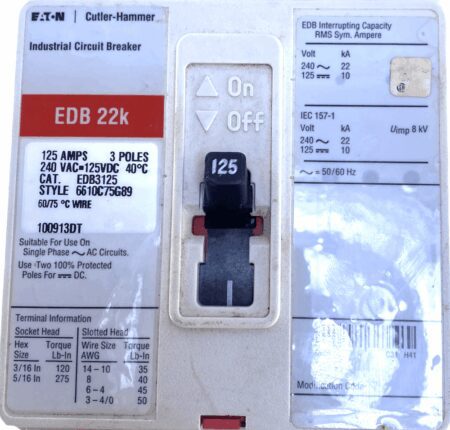 EATON Cutler-Hammer
Industrial Circuit Breaker
EDB 22k
125 AMPS 3 POLES
240 VAC=125VDC 40°C
CAT. EDB3125
STYLE 6610C75G89
60/75 °C WIRE
100913DT
Suitable For Use On
Single Phase ~ AC Circuits.
Use Two 100% Protected
Poles For ⎓ DC.
Terminal Information
Socket Head Slotted Head
Hex Torque Wire Size Torque
Size Lb-In AWG Lb-In
3/16 In 120 14 - 10 35
5/16 In 275 8 40
6 - 4 45
3 - 4/0 50
On
Off
125
EDB Interrupting Capacity
RMS Sym. Ampere
Volt kA
240 ~ 22
125 ⎓ 10
IEC 157-1
Volt kA Uimp 8 kV
240 ~ 22
125 ⎓ 10
~ = 50/60 Hz
H4T
Modification Code